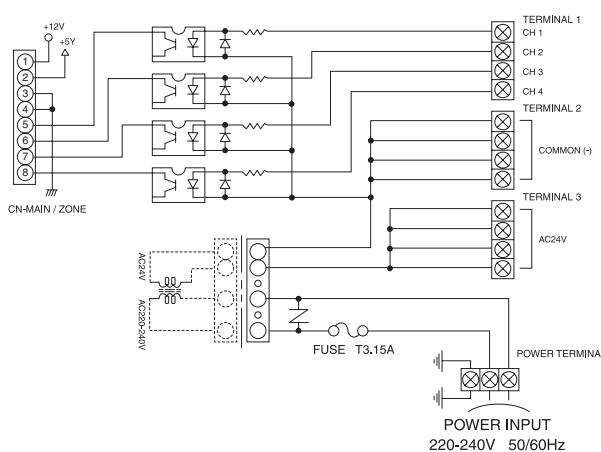 +12V
+5Y
1
2
3
4
5
6
7
8
CN-MAIN / ZONE
TERMINAL 1
CH 1
CH 2
CH 3
CH 4
TERMINAL 2
COMMON (-)
TERMINAL 3
AC24V
AC24V
AC220-240V
FUSE T3.15A
POWER TERMINA
POWER INPUT
220-240V 50/60Hz